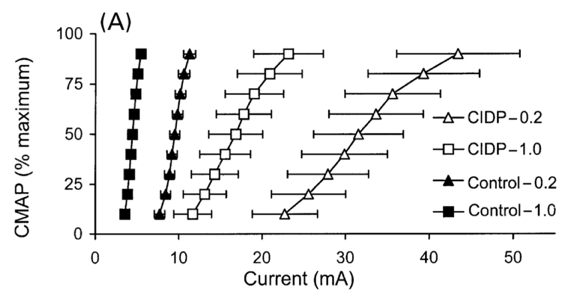 (A)
100
75
50
25
0
CMAP (% maximum)
0 10 20 30 40 50
Current (mA)
CIDP–0.2
CIDP–1.0
Control–0.2
Control–1.0